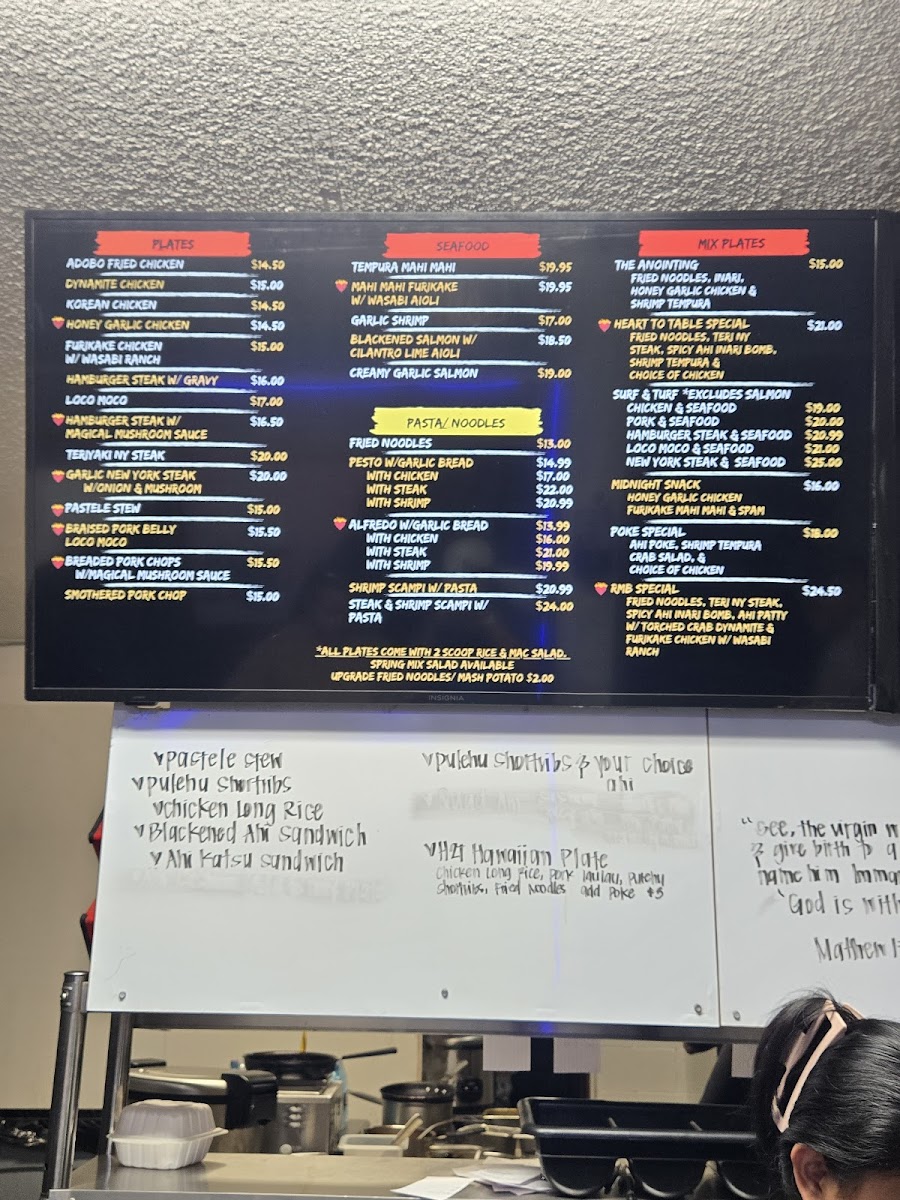 PLATES
ADOBO FRIED CHICKEN $14.50
DYNAMITE CHICKEN $15.00
KOREAN CHICKEN $14.50
HONEY GARLIC CHICKEN $14.50
FURIKAKE CHICKEN $15.00
W/ WASABI RANCH
HAMBURGER STEAK W/ GRAVY $16.00
LOCO MOCO $17.00
HAMBURGER STEAK W/ $16.50
MAGICAL MUSHROOM SAUCE
TERIYAKI NY STEAK $20.00
GARLIC NEW YORK STEAK $20.00
W/ONION & MUSHROOM
PASTELE STEW $15.00
BRAISED PORK BELLY $15.50
LOCO MOCO
BREADED PORK CHOPS $15.50
W/MAGICAL MUSHROOM SAUCE
SMOTHERED PORK CHOP $15.00
SEAFOOD
TEMPURA MAHI MAHI $19.95
MAHI MAHI FURIKAKE $19.95
W/ WASABI AIOLI
GARLIC SHRIMP $17.00
BLACKENED SALMON W/ $18.50
CILANTRO LIME AIOLI
CREAMY GARLIC SALMON $19.00
PASTA/ NOODLES
FRIED NOODLES $13.00
PESTO W/GARLIC BREAD $14.99
WITH CHICKEN $17.00
WITH STEAK $22.00
WITH SHRIMP $20.99
ALFREDO W/GARLIC BREAD $13.99
WITH CHICKEN $16.00
WITH STEAK $21.00
WITH SHRIMP $19.99
SHRIMP SCAMPI W/ PASTA $20.99
STEAK & SHRIMP SCAMPI W/ $24.00
PASTA
MIX PLATES
THE ANOINTING $15.00
FRIED NOODLES, INARI,
HONEY GARLIC CHICKEN &
SHRIMP TEMPURA
HEART TO TABLE SPECIAL $21.00
FRIED NOODLES, TERI NY
STEAK, SPICY AHI INARI BOMB,
SHRIMP TEMPURA &
CHOICE OF CHICKEN
SURF & TURF *EXCLUDES SALMON
CHICKEN & SEAFOOD $19.00
PORK & SEAFOOD $20.00
HAMBURGER STEAK & SEAFOOD $20.99
LOCO MOCO & SEAFOOD $21.00
NEW YORK STEAK & SEAFOOD $25.00
MIDNIGHT SNACK $16.00
HONEY GARLIC CHICKEN
FURIKAKE MAHI MAHI & SPAM
POKE SPECIAL $18.00
AHI POKE, SHRIMP TEMPURA
CRAB SALAD, &
CHOICE OF CHICKEN
RMB SPECIAL $24.50
FRIED NOODLES, TERI NY STEAK,
SPICY AHI INARI BOMB, AHI PATTY
W/ TORCHED CRAB DYNAMITE &
FURIKAKE CHICKEN W/ WASABI
RANCH
*ALL PLATES COME WITH 2 SCOOP RICE & MAC SALAD.
SPRING MIX SALAD AVAILABLE
UPGRADE FRIED NOODLES/ MASH POTATO $2.00
INSIGNIA
Pastele Stew
Pulehu Shortribs
Chicken Long Rice
Blackened Ahi Sandwich
Ahi Katsu Sandwich
Pulehu Shortribs & your choice
ahi
H2T Hawaiian Plate
Chicken Long Rice, Pork laulau, Pulehu
Shortribs, Fried Noodles add Poke $5
"See, the virgin
& give birth to a
name him Imma
"God is with
Matthew 1